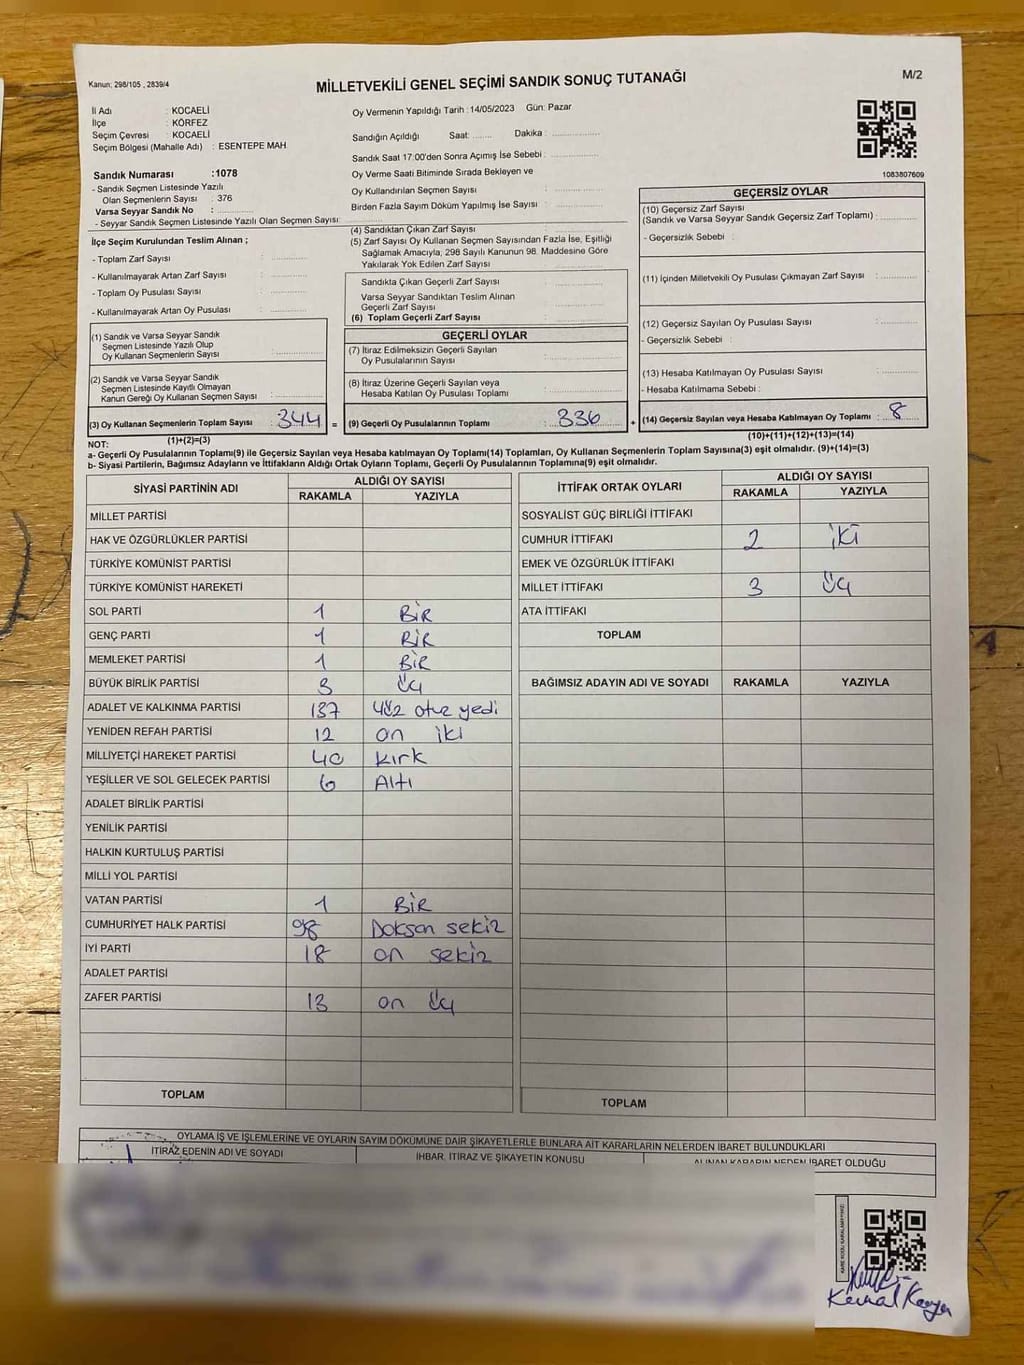 Kanun; 298/105 , 2839/4
MİLLETVEKİLİ GENEL SEÇİMİ SANDIK SONUÇ TUTANAĞI
M/2
İl Adı : KOCAELİ
İlçe : KÖRFEZ
Seçim Çevresi : KOCAELİ
Seçim Bölgesi (Mahalle Adı) : ESENTEPE MAH
Sandık Numarası :1078
- Sandık Seçmen Listesinde Yazılı
Olan Seçmenlerin Sayısı : 376
Varsa Seyyar Sandık No :
- Seyyar Sandık Seçmen Listesinde Yazılı Olan Seçmen Sayısı:
Oy Vermenin Yapıldığı Tarih :14/05/2023 Gün: Pazar
Sandığın Açıldığı Saat: ....... Dakika :
Sandık Saat 17:00'den Sonra Açımış İse Sebebi :
Oy Verme Saati Bitiminde Sırada Bekleyen ve
Oy Kullandırılan Seçmen Sayısı :
Birden Fazla Sayım Döküm Yapılmış İse Sayısı :
1083807609
İlçe Seçim Kurulundan Teslim Alınan ;
- Toplam Zarf Sayısı :
- Kullanılmayarak Artan Zarf Sayısı :
- Toplam Oy Pusulası Sayısı :
- Kullanılmayarak Artan Oy Pusulası :
(1) Sandık ve Varsa Seyyar Sandık
Seçmen Listesinde Yazılı Olup
Oy Kullanan Seçmenlerin Sayısı :
(2) Sandık ve Varsa Seyyar Sandık
Seçmen Listesinde Kayıtlı Olmayan
Kanun Gereği Oy Kullanan Seçmen Sayısı :
(3) Oy Kullanan Seçmenlerin Toplam Sayısı : 344 =
(1)+(2)=(3)
(4) Sandıktan Çıkan Zarf Sayısı :
(5) Zarf Sayısı Oy Kullanan Seçmen Sayısından Fazla İse, Eşitliği
Sağlamak Amacıyla, 298 Sayılı Kanunun 98. Maddesine Göre
Yakılarak Yok Edilen Zarf Sayısı :
Sandıkta Çıkan Geçerli Zarf Sayısı :
Varsa Seyyar Sandıktan Teslim Alınan
Geçerli Zarf Sayısı :
(6) Toplam Geçerli Zarf Sayısı :
GEÇERLİ OYLAR
(7) İtiraz Edilmeksizin Geçerli Sayılan
Oy Pusulalarının Sayısı :
(8) İtiraz Üzerine Geçerli Sayılan veya
Hesaba Katılan Oy Pusulası Toplamı :
(9) Geçerli Oy Pusulalarının Toplamı : 336 +
GEÇERSİZ OYLAR
(10) Geçersiz Zarf Sayısı
(Sandık ve Varsa Seyyar Sandık Geçersiz Zarf Toplamı) :
- Geçersizlik Sebebi :
(11) İçinden Milletvekili Oy Pusulası Çıkmayan Zarf Sayısı :
(12) Geçersiz Sayılan Oy Pusulası Sayısı :
- Geçersizlik Sebebi :
(13) Hesaba Katılmayan Oy Pusulası Sayısı :
- Hesaba Katılmama Sebebi :
(14) Geçersiz Sayılan veya Hesaba Katılmayan Oy Toplamı : 8
(10)+(11)+(12)+(13)=(14)
NOT:
a- Geçerli Oy Pusulalarının Toplamı(9) ile Geçersiz Sayılan veya Hesaba Katılmayan Oy Toplamı(14) Toplamları, Oy Kullanan Seçmenlerin Toplam Sayısına(3) eşit olmalıdır. (9)+(14)=(3)
b- Siyasi Partilerin, Bağımsız Adayların ve İttifakların Aldığı Ortak Oyların Toplamı, Geçerli Oy Pusulalarının Toplamına(9) eşit olmalıdır.
SİYASİ PARTİNİN ADI ALDIĞI OY SAYISI
RAKAMLA YAZIYLA
MİLLET PARTİSİ
HAK VE ÖZGÜRLÜKLER PARTİSİ
TÜRKİYE KOMÜNİST PARTİSİ
TÜRKİYE KOMÜNİST HAREKETİ
SOL PARTİ 1 BİR
GENÇ PARTİ 1 BİR
MEMLEKET PARTİSİ 1 BİR
BÜYÜK BİRLİK PARTİSİ 3 üç
ADALET VE KALKINMA PARTİSİ 137 yüz otuz yedi
YENİDEN REFAH PARTİSİ 12 on iki
MİLLİYETÇİ HAREKET PARTİSİ 40 kırk
YEŞİLLER VE SOL GELECEK PARTİSİ 6 Altı
ADALET BİRLİK PARTİSİ
YENİLİK PARTİSİ
HALKIN KURTULUŞ PARTİSİ
MİLLİ YOL PARTİSİ
VATAN PARTİSİ 1 BİR
CUMHURİYET HALK PARTİSİ 98 Doksan sekiz
İYİ PARTİ 18 on sekiz
ADALET PARTİSİ
ZAFER PARTİSİ 13 on üç
TOPLAM
İTTİFAK ORTAK OYLARI ALDIĞI OY SAYISI
RAKAMLA YAZIYLA
SOSYALİST GÜÇ BİRLİĞİ İTTİFAKI
CUMHUR İTTİFAKI 2 iki
EMEK VE ÖZGÜRLÜK İTTİFAKI
MİLLET İTTİFAKI 3 üç
ATA İTTİFAKI
TOPLAM
BAĞIMSIZ ADAYIN ADI VE SOYADI RAKAMLA YAZIYLA
TOPLAM
OYLAMA İŞ VE İŞLEMLERİNE VE OYLARIN SAYIM DÖKÜMÜNE DAİR ŞİKAYETLERLE BUNLARA AİT KARARLARIN NELERDEN İBARET BULUNDUKLARI
İTİRAZ EDENİN ADI VE SOYADI
İHBAR, İTİRAZ VE ŞİKAYETİN KONUSU
ALINAN KARARIN NEDEN İBARET OLDUĞU
Kemal